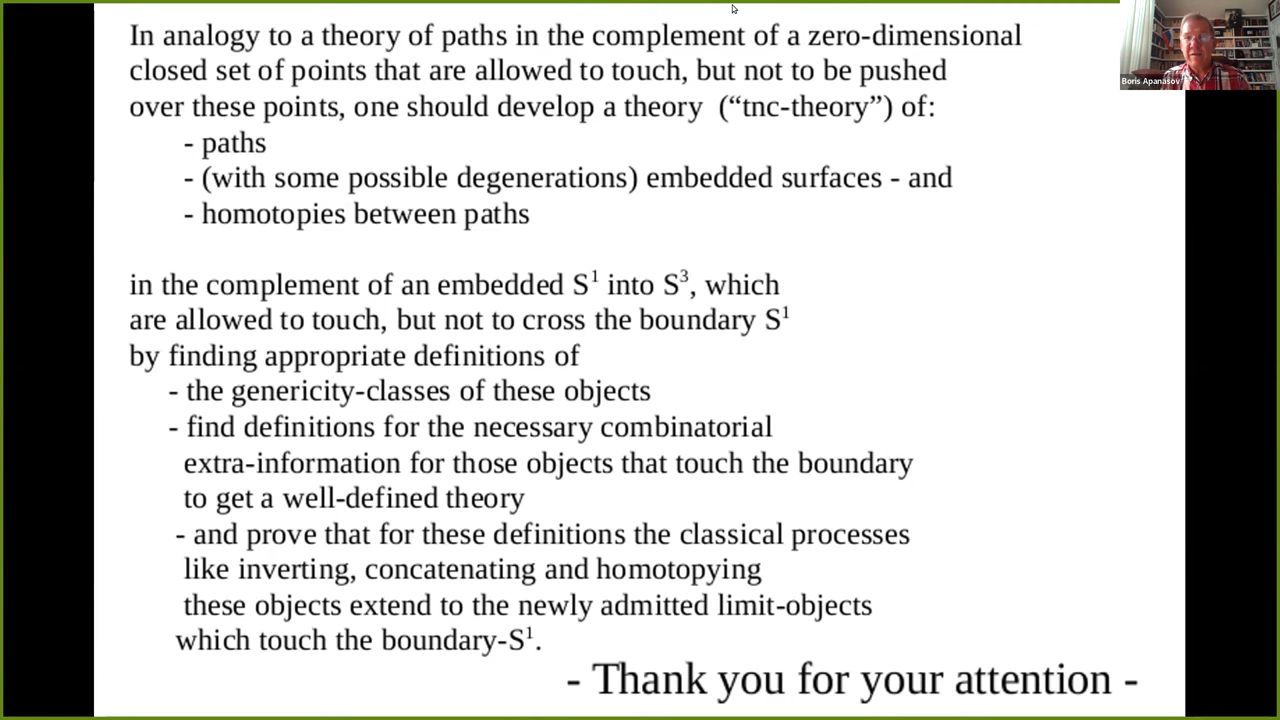 In analogy to a theory of paths in the complement of a zero-dimensional
closed set of points that are allowed to touch, but not to be pushed
over these points, one should develop a theory (“tnc-theory”) of:
- paths
- (with some possible degenerations) embedded surfaces - and
- homotopies between paths
in the complement of an embedded S¹ into S³, which
are allowed to touch, but not to cross the boundary S¹
by finding appropriate definitions of
- the genericity-classes of these objects
- find definitions for the necessary combinatorial
extra-information for those objects that touch the boundary
to get a well-defined theory
- and prove that for these definitions the classical processes
like inverting, concatenating and homotopying
these objects extend to the newly admitted limit-objects
which touch the boundary-S¹.
- Thank you for your attention -
Boris Apanasov